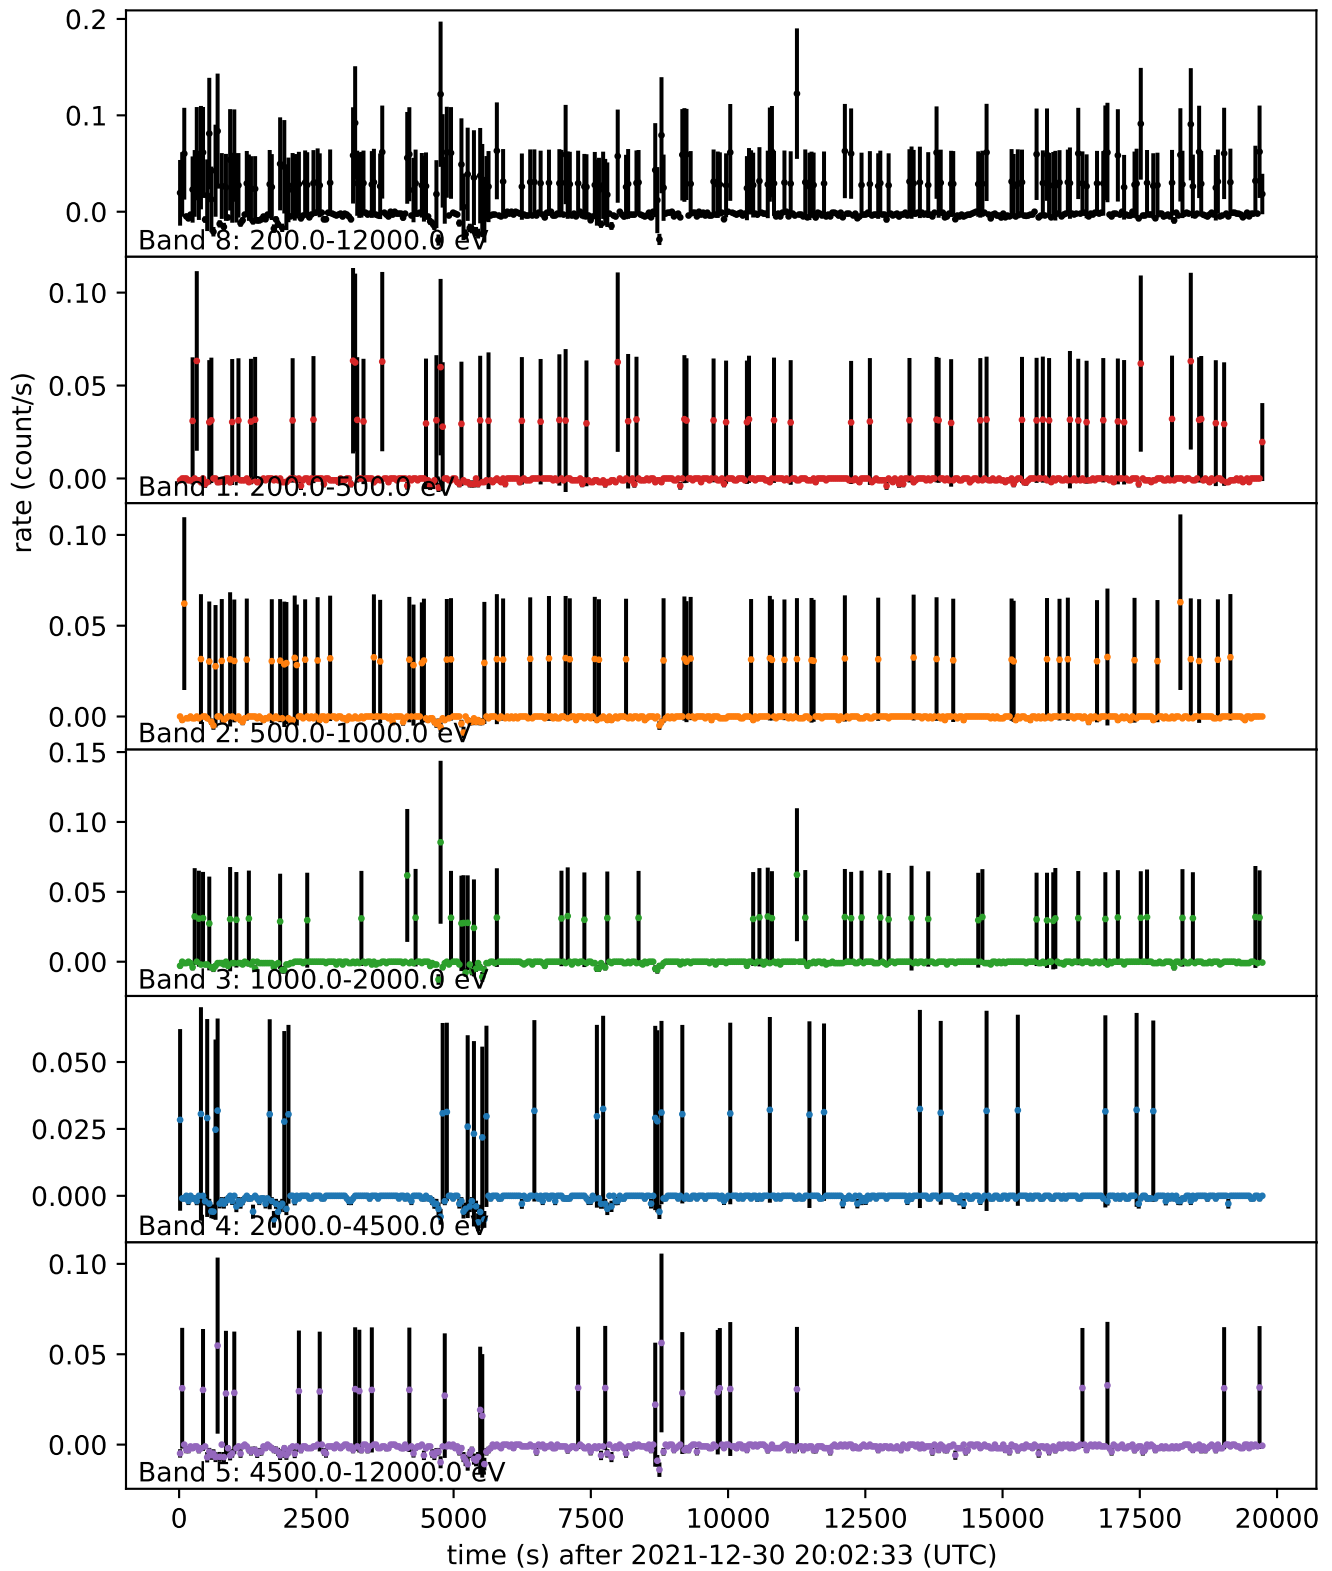 0.2
0.1
0.0
Band 8: 200.0-12000.0 eV
0.10
0.05
0.00
Band 1: 200.0-500.0 eV
rate (count/s)
0.10
0.05
0.00
Band 2: 500.0-1000.0 eV
0.15
0.10
0.05
0.00
Band 3: 1000.0-2000.0 eV
0.050
0.025
0.000
Band 4: 2000.0-4500.0 eV
0.10
0.05
0.00
Band 5: 4500.0-12000.0 eV
0 2500 5000 7500 10000 12500 15000 17500 20000
time (s) after 2021-12-30 20:02:33 (UTC)